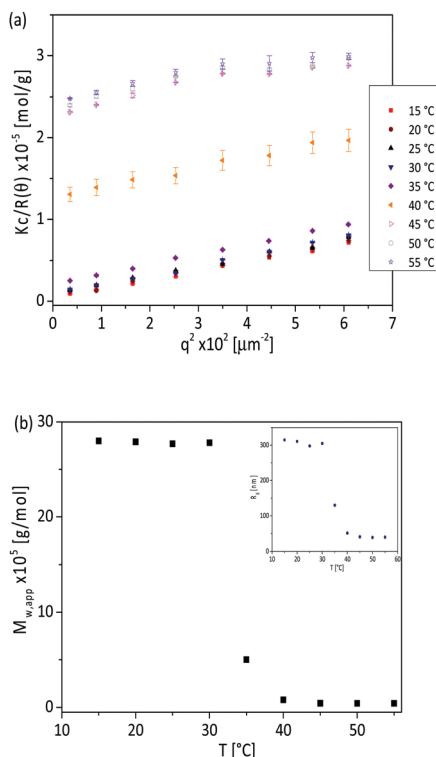 (a)
Kc/R(θ) x10⁻⁵ [mol/g]
3
2
1
0
0 1 2 3 4 5 6 7
q² x10² [µm⁻²]
15 °C
20 °C
25 °C
30 °C
35 °C
40 °C
45 °C
50 °C
55 °C
(b)
M_w,app x10⁵ [g/mol]
30
20
10
0
10 20 30 40 50
T [°C]
R_g [nm]
300
200
100
0
10 20 30 40 50 60
T [°C]